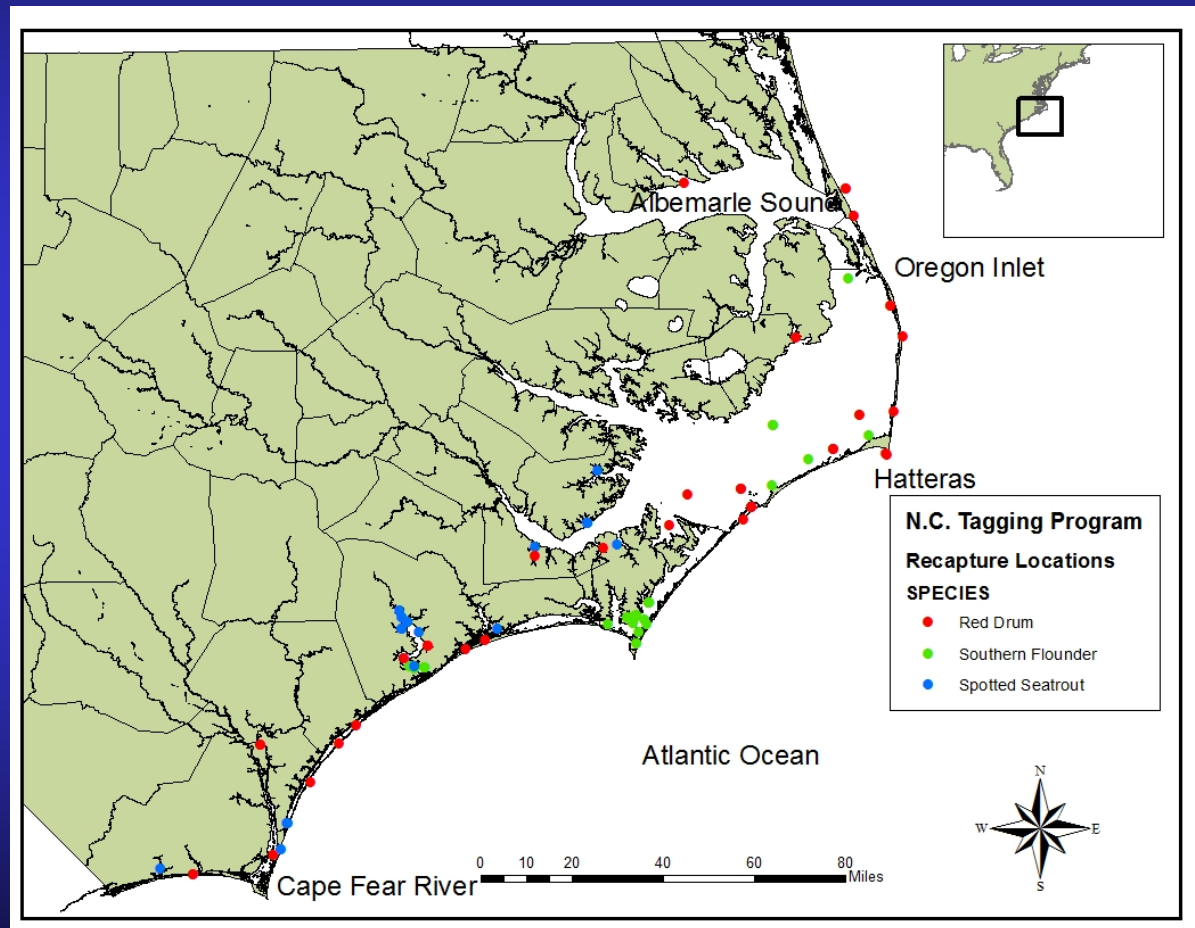 Albemarle Sound
Oregon Inlet
Hatteras
N.C. Tagging Program
Recapture Locations
SPECIES
Red Drum
Southern Flounder
Spotted Seatrout
Atlantic Ocean
N
W E
S
0 10 20 40 60 80
Miles
Cape Fear River